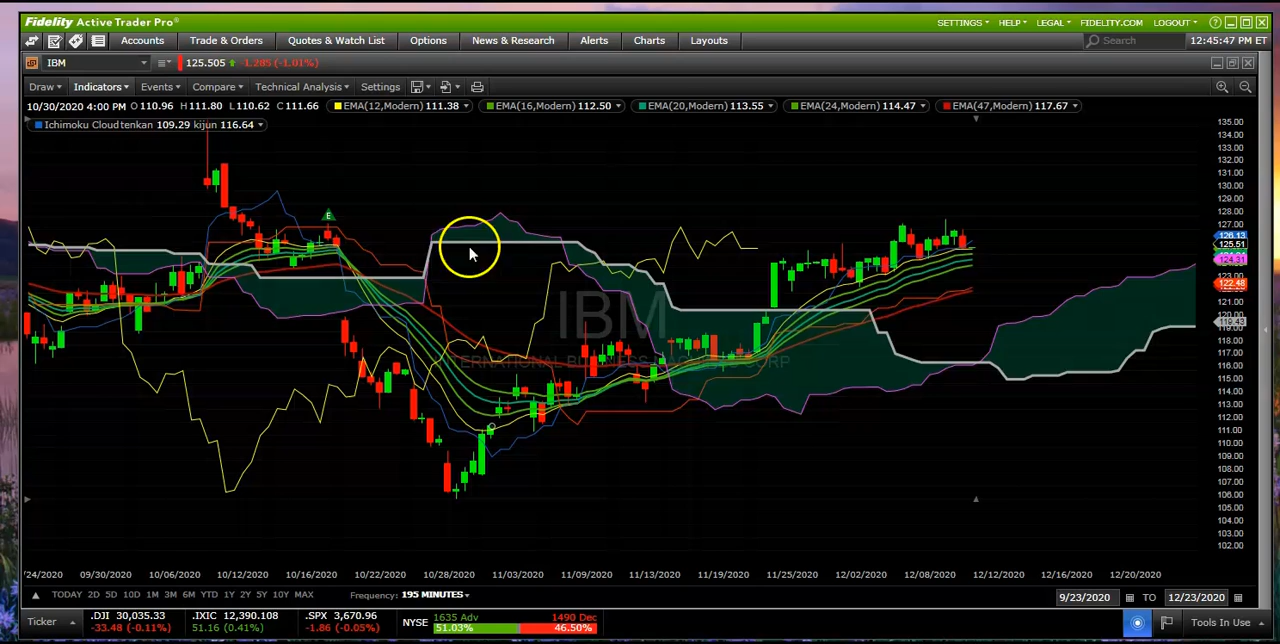 Fidelity Active Trader Pro® SETTINGS HELP LEGAL FIDELITY.COM LOGOUT
Accounts Trade & Orders Quotes & Watch List Options News & Research Alerts Charts Layouts Search 12:45:47 PM ET
IBM 125.505 -1.285 (-1.01%)
Draw Indicators Events Compare Technical Analysis Settings
10/30/2020 4:00 PM O 110.96 H 111.80 L 110.62 C 111.66 EMA(12,Modern) 111.38 EMA(16,Modern) 112.50 EMA(20,Modern) 113.55 EMA(24,Modern) 114.47 EMA(47,Modern) 117.67
Ichimoku Cloud tenkan 109.29 kijun 116.64
135.00
134.00
133.00
132.00
131.00
130.00
129.00
128.00
E
127.00
126.13
125.51
124.31
123.00
122.48
121.00
120.00
IBM
118.00
117.00
116.00
115.00
114.00
113.00
112.00
111.00
110.00
109.00
108.00
107.00
106.00
105.00
104.00
103.00
102.00
/24/2020 09/30/2020 10/06/2020 10/12/2020 10/16/2020 10/22/2020 10/28/2020 11/03/2020 11/09/2020 11/13/2020 11/19/2020 11/25/2020 12/02/2020 12/08/2020 12/12/2020 12/16/2020 12/20/2020
TODAY 2D 5D 10D 1M 3M 6M YTD 1Y 2Y 5Y 10Y MAX Frequency: 195 MINUTES 9/23/2020 TO 12/23/2020
Ticker .DJI 30,035.33 .IXIC 12,390.108 .SPX 3,670.96 NYSE 1635 Adv 1490 Dec Tools In Use
-33.48 (-0.11%) 51.16 (0.41%) -1.86 (-0.05%) 51.03% 46.50%